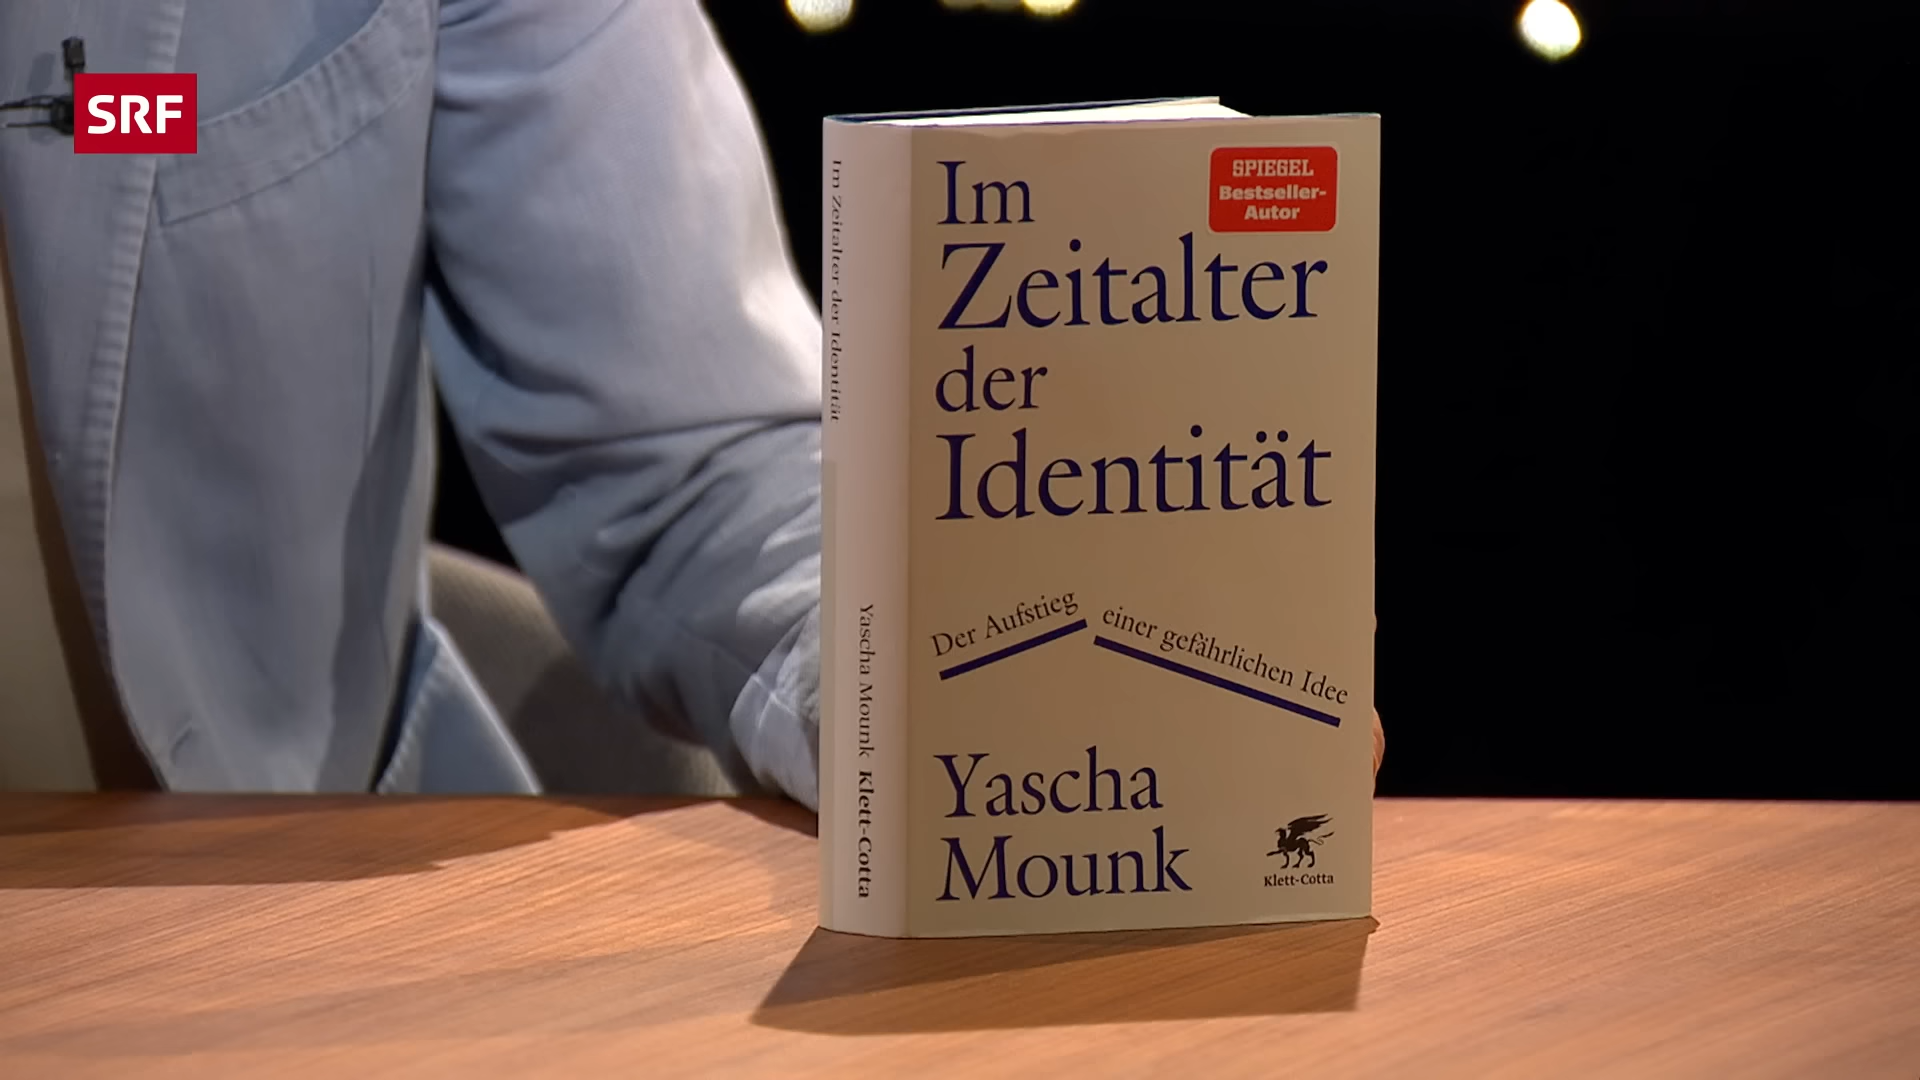 SRF
Im Zeitalter der Identität
Yascha Mounk Klett-Cotta
Im
Zeitalter
der
Identität
SPIEGEL
Bestseller-
Autor
Der Aufstieg einer gefährlichen Idee
Yascha
Mounk
Klett-Cotta